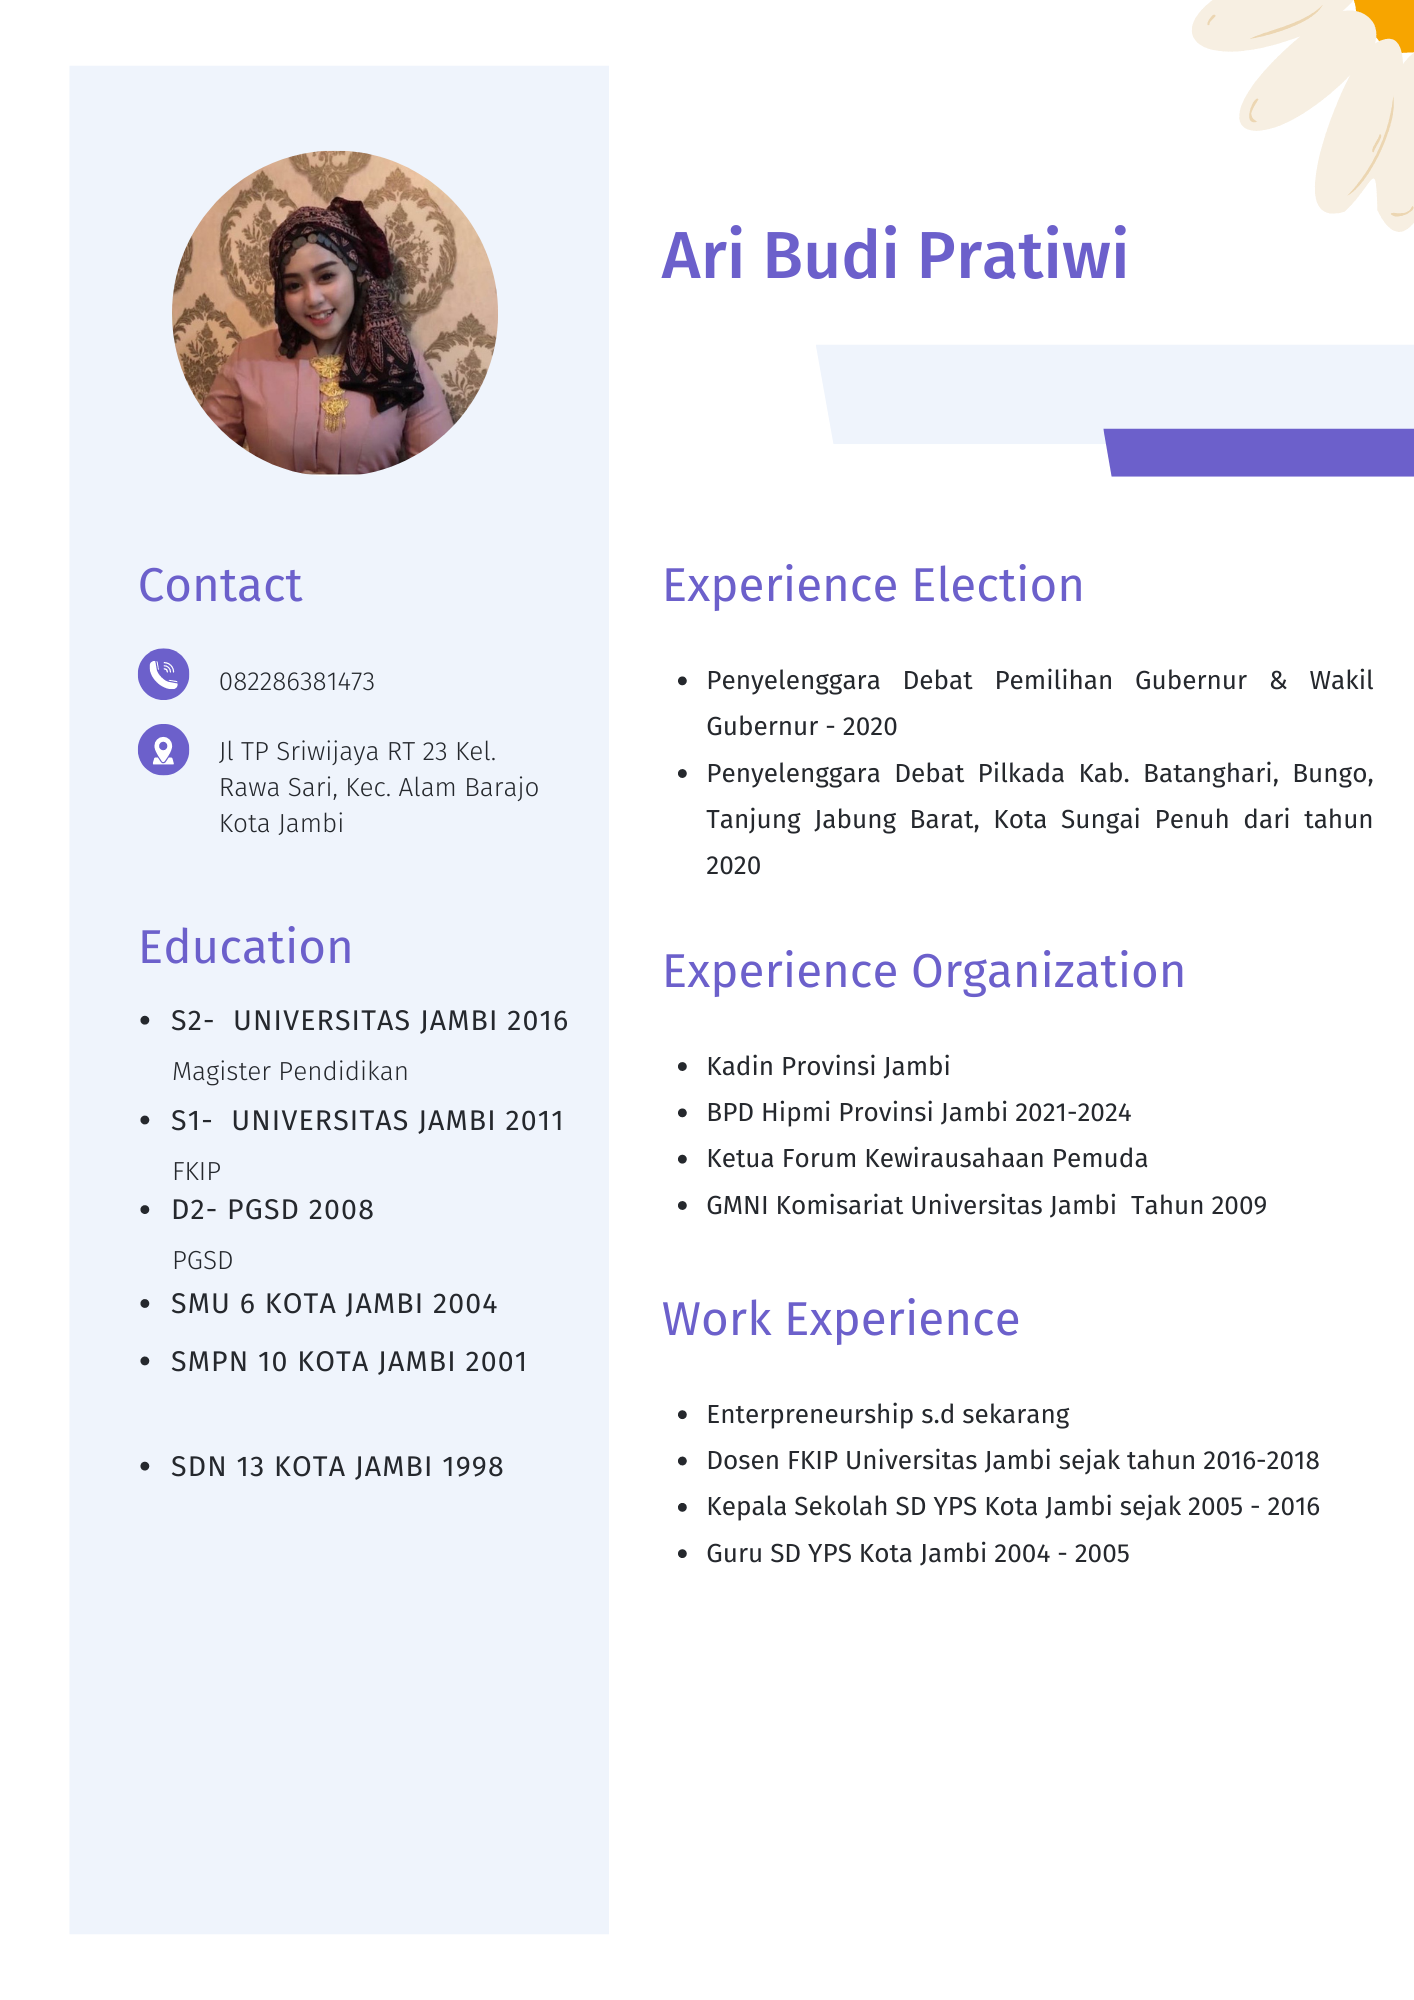 Ari Budi Pratiwi
Contact
082286381473
Jl TP Sriwijaya RT 23 Kel.
Rawa Sari, Kec. Alam Barajo
Kota Jambi
Education
• S2-  UNIVERSITAS JAMBI 2016
Magister Pendidikan
• S1-  UNIVERSITAS JAMBI 2011
FKIP
• D2- PGSD 2008
PGSD
• SMU 6 KOTA JAMBI 2004
• SMPN 10 KOTA JAMBI 2001
• SDN 13 KOTA JAMBI 1998
Experience Election
• Penyelenggara Debat Pemilihan Gubernur & Wakil
Gubernur - 2020
• Penyelenggara Debat Pilkada Kab. Batanghari, Bungo,
Tanjung Jabung Barat, Kota Sungai Penuh dari tahun
2020
Experience Organization
• Kadin Provinsi Jambi
• BPD Hipmi Provinsi Jambi 2021-2024
• Ketua Forum Kewirausahaan Pemuda
• GMNI Komisariat Universitas Jambi  Tahun 2009
Work Experience
• Enterpreneurship s.d sekarang
• Dosen FKIP Universitas Jambi sejak tahun 2016-2018
• Kepala Sekolah SD YPS Kota Jambi sejak 2005 - 2016
• Guru SD YPS Kota Jambi 2004 - 2005